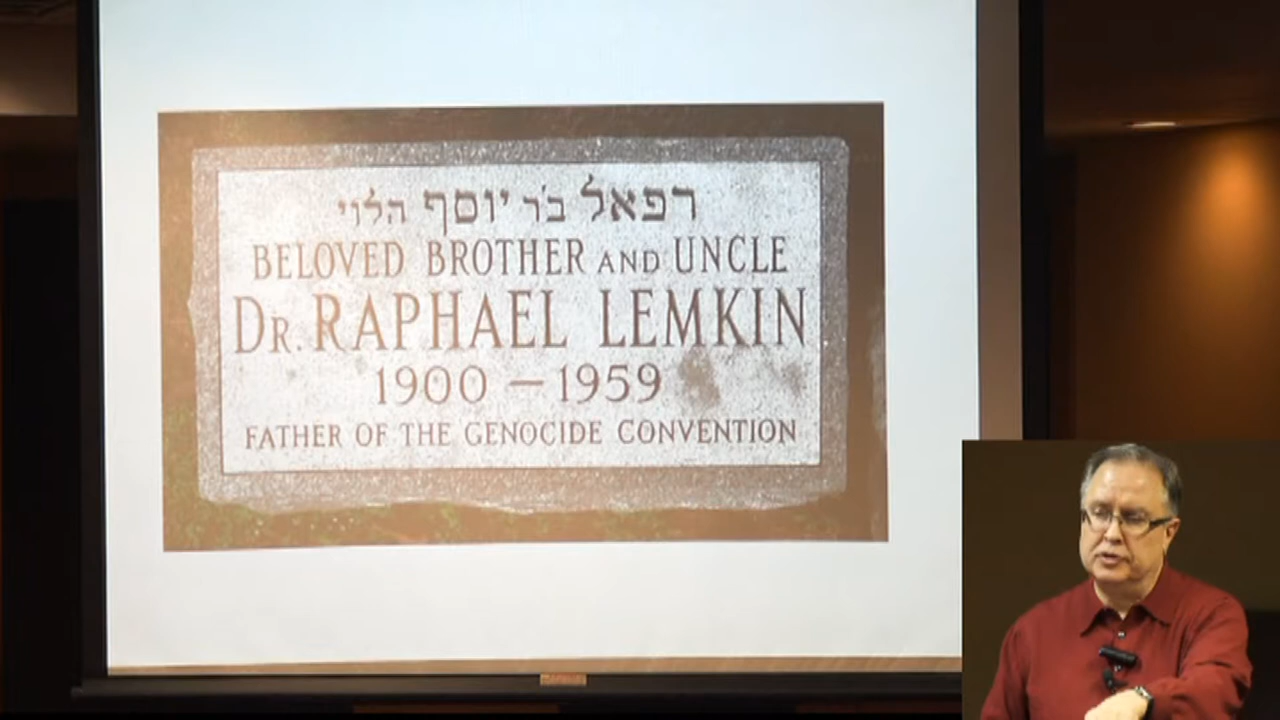 רפאל ב׳ר יוסף הלוי
BELOVED BROTHER AND UNCLE
DR. RAPHAEL LEMKIN
1900 — 1959
FATHER OF THE GENOCIDE CONVENTION